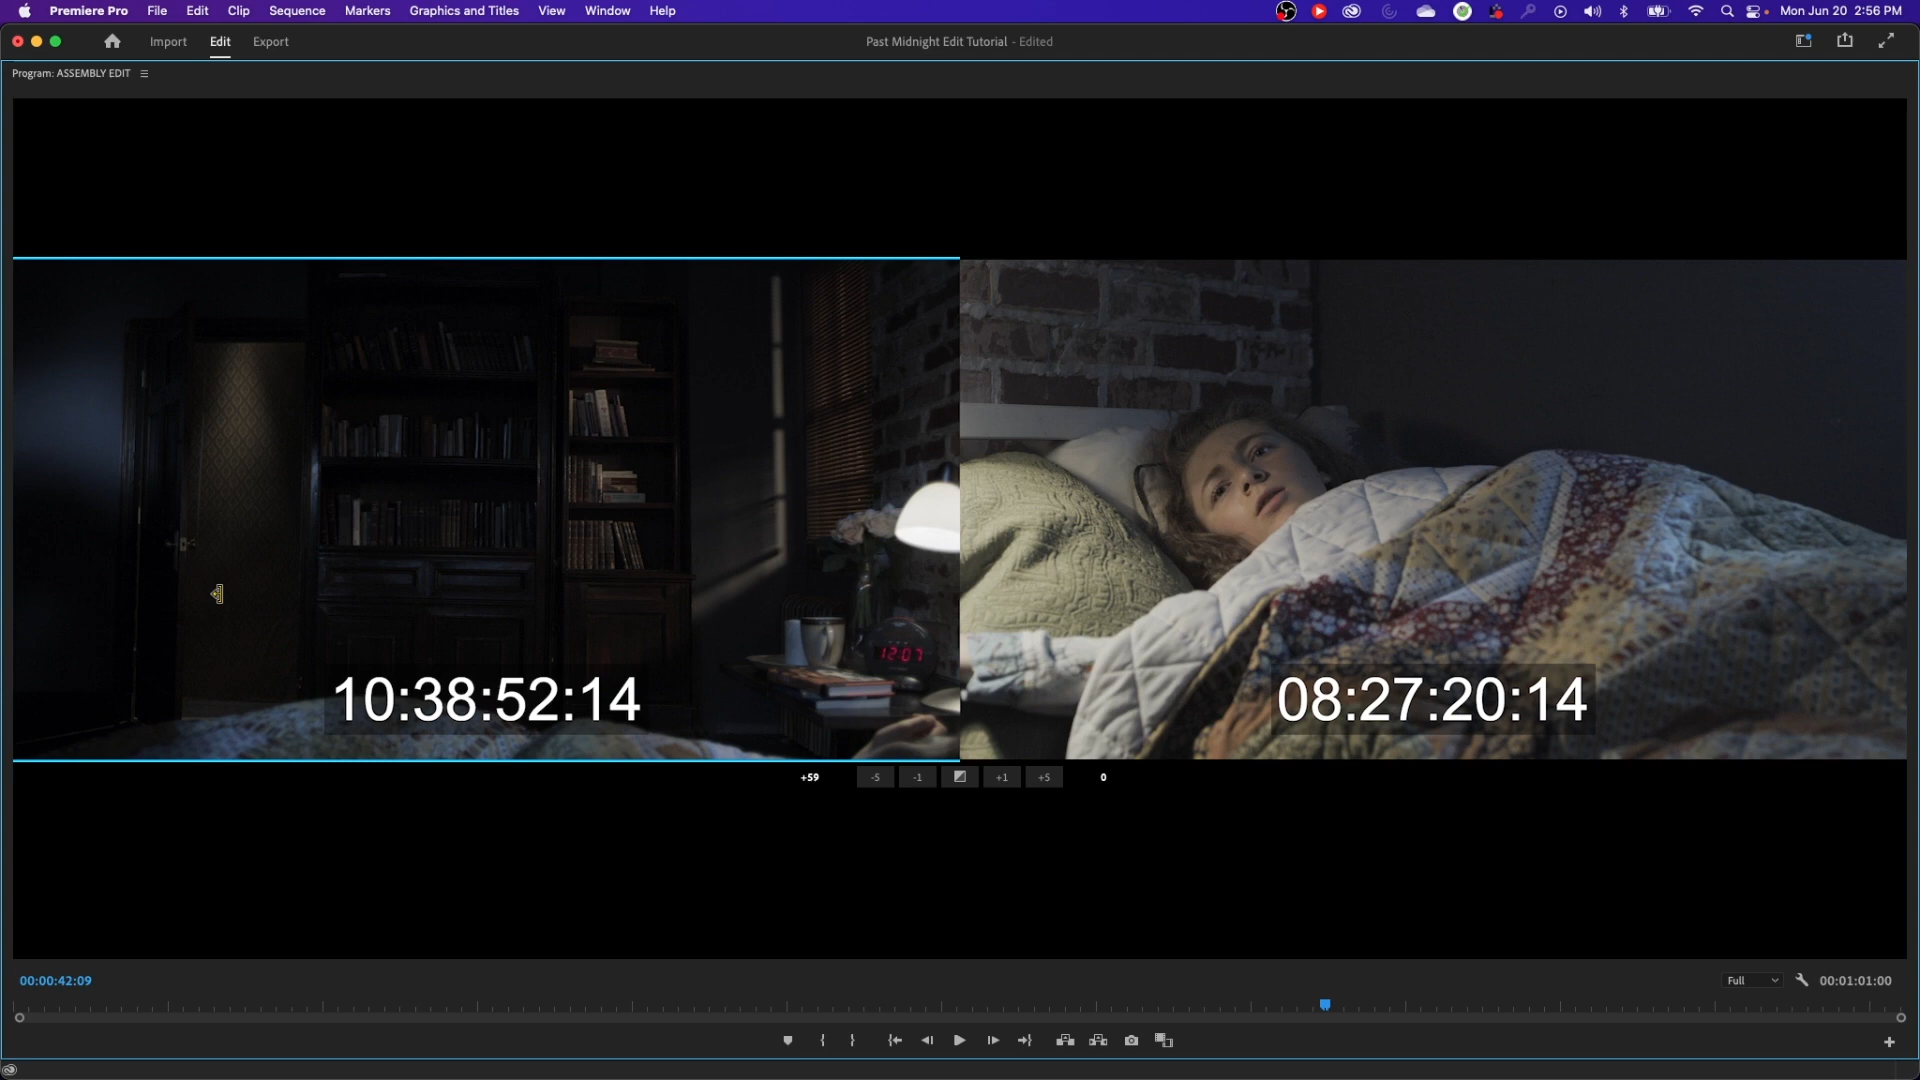 Premiere Pro File Edit Clip Sequence Markers Graphics and Titles View Window Help Mon Jun 20 2:56 PM
Import Edit Export Past Midnight Edit Tutorial - Edited
Program: ASSEMBLY EDIT
12:07
10:38:52:14 08:27:20:14
+59 -5 -1 +1 +5 0
00:00:42:09 Full 00:01:01:00